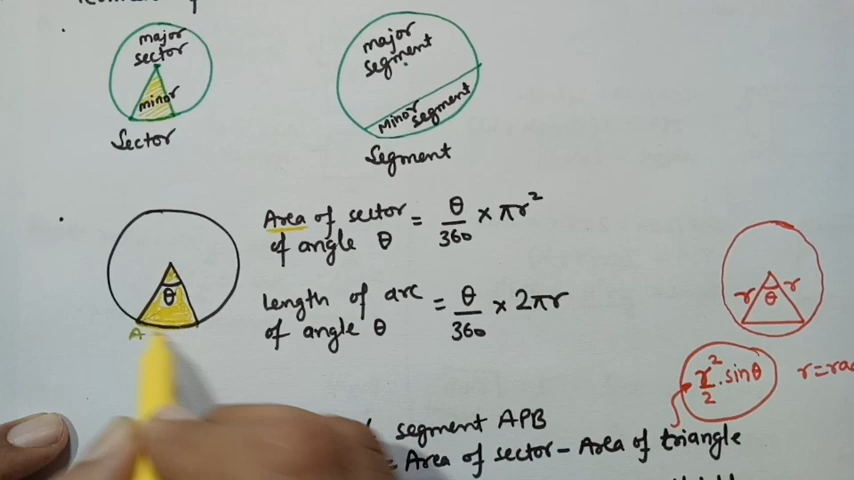 major
sector
minor
Sector
major
segment
Minor
segment
Segment
Area of sector = θ/360 × πr²
of angle θ
θ
A
Length of arc = θ/360 × 2πr
of angle θ
r θ r
r²/2 . sinθ
segment APB
= Area of sector - Area of triangle